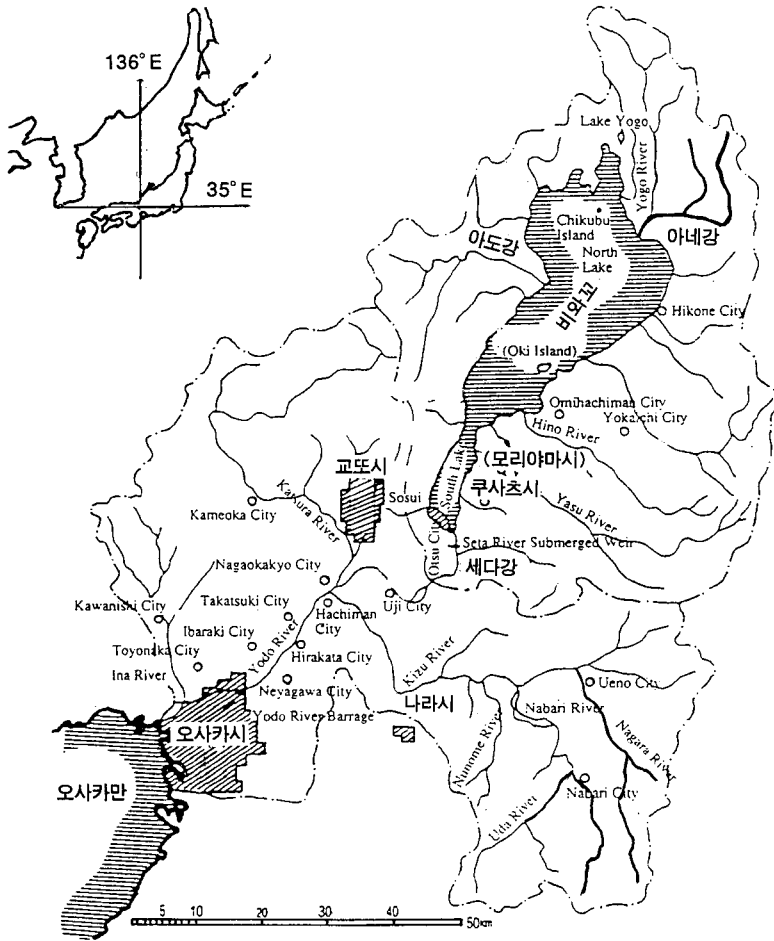 136°E
35°E
Lake Yogo
Yogo River
Chikubu
Island
North
Lake
아도강
아네강
비와꼬
Hikone City
(Oki Island)
Omihachiman City
Yokaichi City
Hino River
(모리야마시)
쿠사츠시
South Lake
교또시
Sosui
Katsura River
Kameoka City
Yasu River
Otsu City
Seta River Submerged Weir
세다강
Nagaokakyo City
Uji City
Kawanishi City
Takatsuki City
Hachiman
City
Ibaraki City
Toyonaka City
Yodo River
Hirakata City
Kizu River
Ina River
Neyagawa City
Ueno City
나라시
Nabari River
Yodo River Barrage
오사카시
Nunome River
Nagara River
오사카만
Nabari City
Uda River
0 5 10 20 30 40 50km